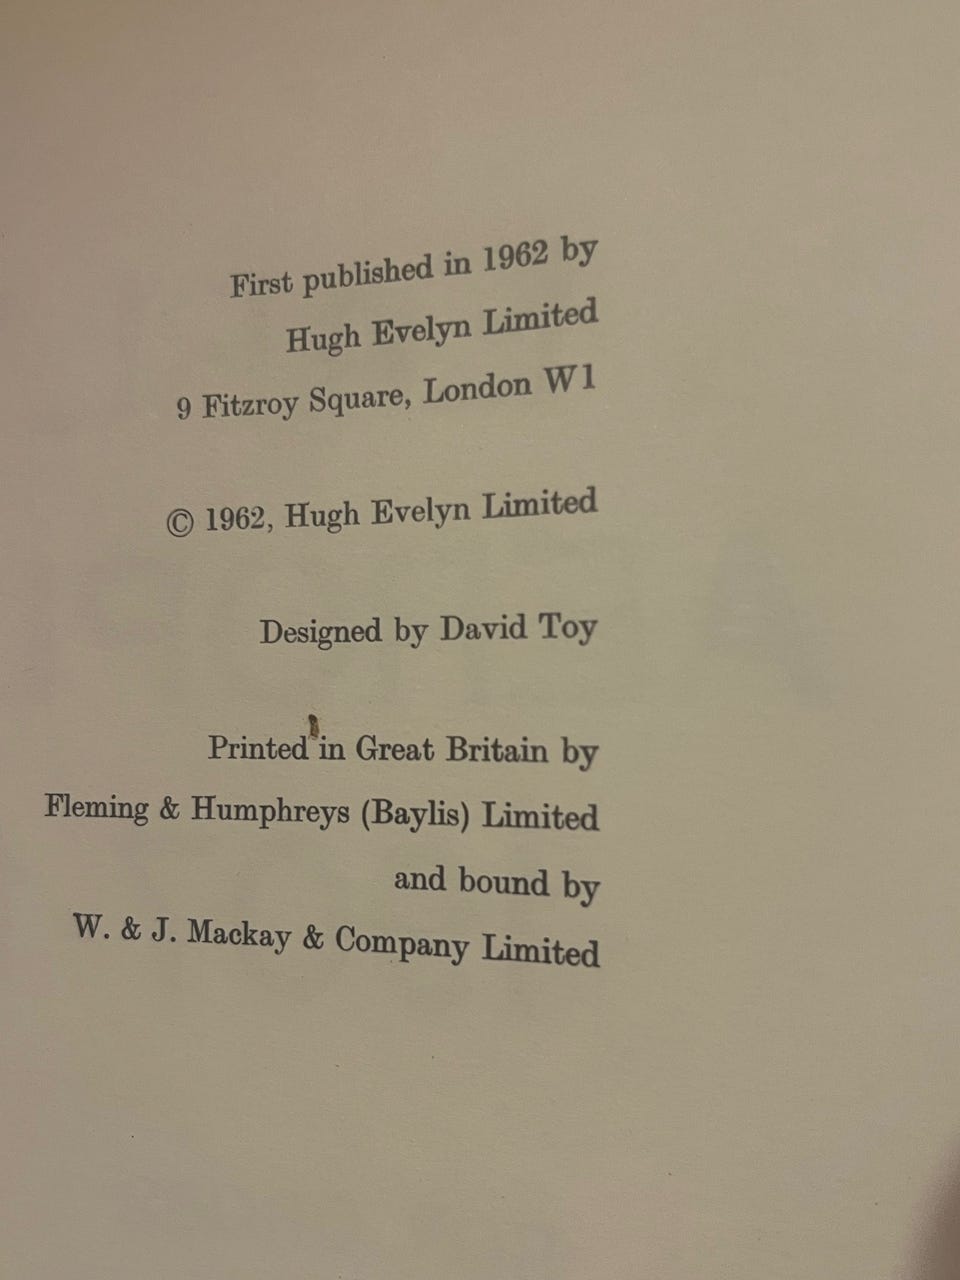 First published in 1962 by
Hugh Evelyn Limited
9 Fitzroy Square, London W1
© 1962, Hugh Evelyn Limited
Designed by David Toy
Printed in Great Britain by
Fleming & Humphreys (Baylis) Limited
and bound by
W. & J. Mackay & Company Limited